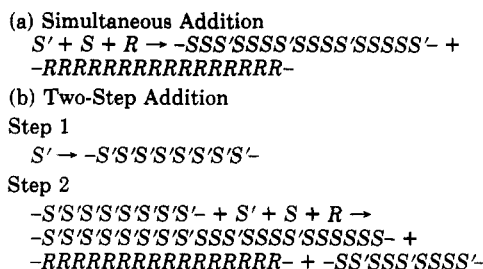 (a) Simultaneous Addition
S′ + S + R → –SSS′SSSS′SSSS′SSSSS′– +
–RRRRRRRRRRRRRRRR–
(b) Two-Step Addition
Step 1
S′ → –S′S′S′S′S′S′S′S′–
Step 2
–S′S′S′S′S′S′S′S′– + S′ + S + R →
–S′S′S′S′S′S′S′S′SSS′SSSS′SSSSSS– +
–RRRRRRRRRRRRRRRR– + –SS′SSS′SSSS′–